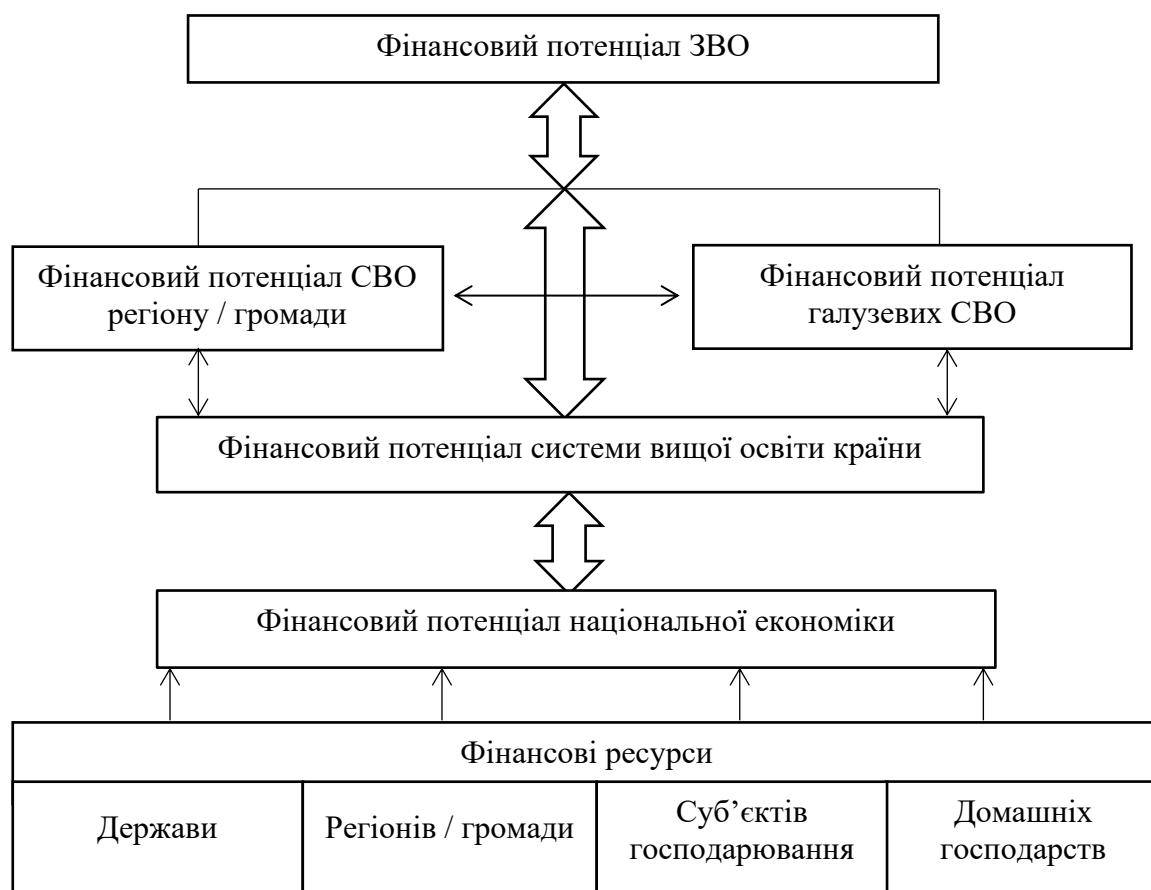 Фінансовий потенціал ЗВО
Фінансовий потенціал СВО
регіону / громади
Фінансовий потенціал
галузевих СВО
Фінансовий потенціал системи вищої освіти країни
Фінансовий потенціал національної економіки
Фінансові ресурси
Держави
Регіонів / громади
Суб’єктів
господарювання
Домашніх
господарств